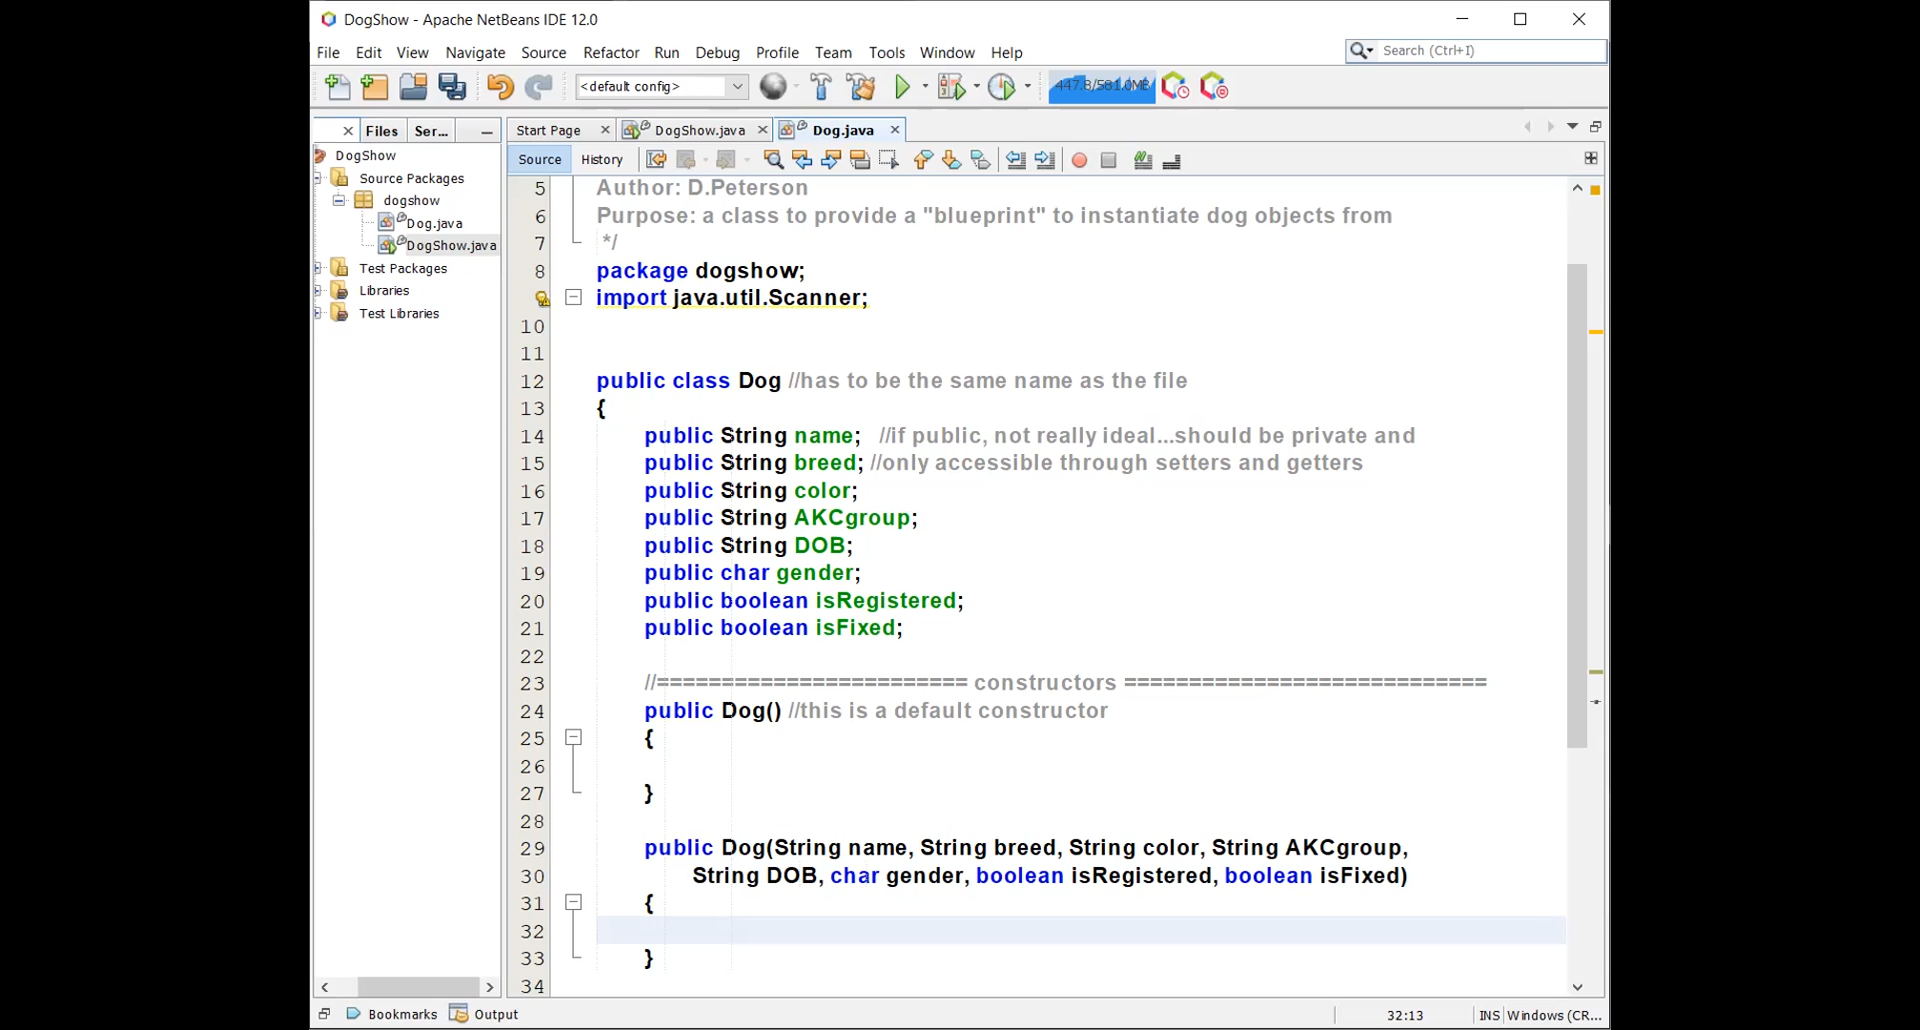 DogShow - Apache NetBeans IDE 12.0
File Edit View Navigate Source Refactor Run Debug Profile Team Tools Window Help
Search (Ctrl+I)
<default config>
447.8/581.0MB
Files Ser...
Start Page DogShow.java Dog.java
Source History
DogShow
Source Packages
dogshow
Dog.java
DogShow.java
Test Packages
Libraries
Test Libraries
5 Author: D.Peterson
6 Purpose: a class to provide a "blueprint" to instantiate dog objects from
7 */
8 package dogshow;
import java.util.Scanner;
10
11
12 public class Dog //has to be the same name as the file
13 {
14 public String name; //if public, not really ideal...should be private and
15 public String breed; //only accessible through setters and getters
16 public String color;
17 public String AKCgroup;
18 public String DOB;
19 public char gender;
20 public boolean isRegistered;
21 public boolean isFixed;
22
23 //======================== constructors ============================
24 public Dog() //this is a default constructor
25 {
26
27 }
28
29 public Dog(String name, String breed, String color, String AKCgroup,
30 String DOB, char gender, boolean isRegistered, boolean isFixed)
31 {
32
33 }
34
Bookmarks Output
32:13 INS Windows (CR...